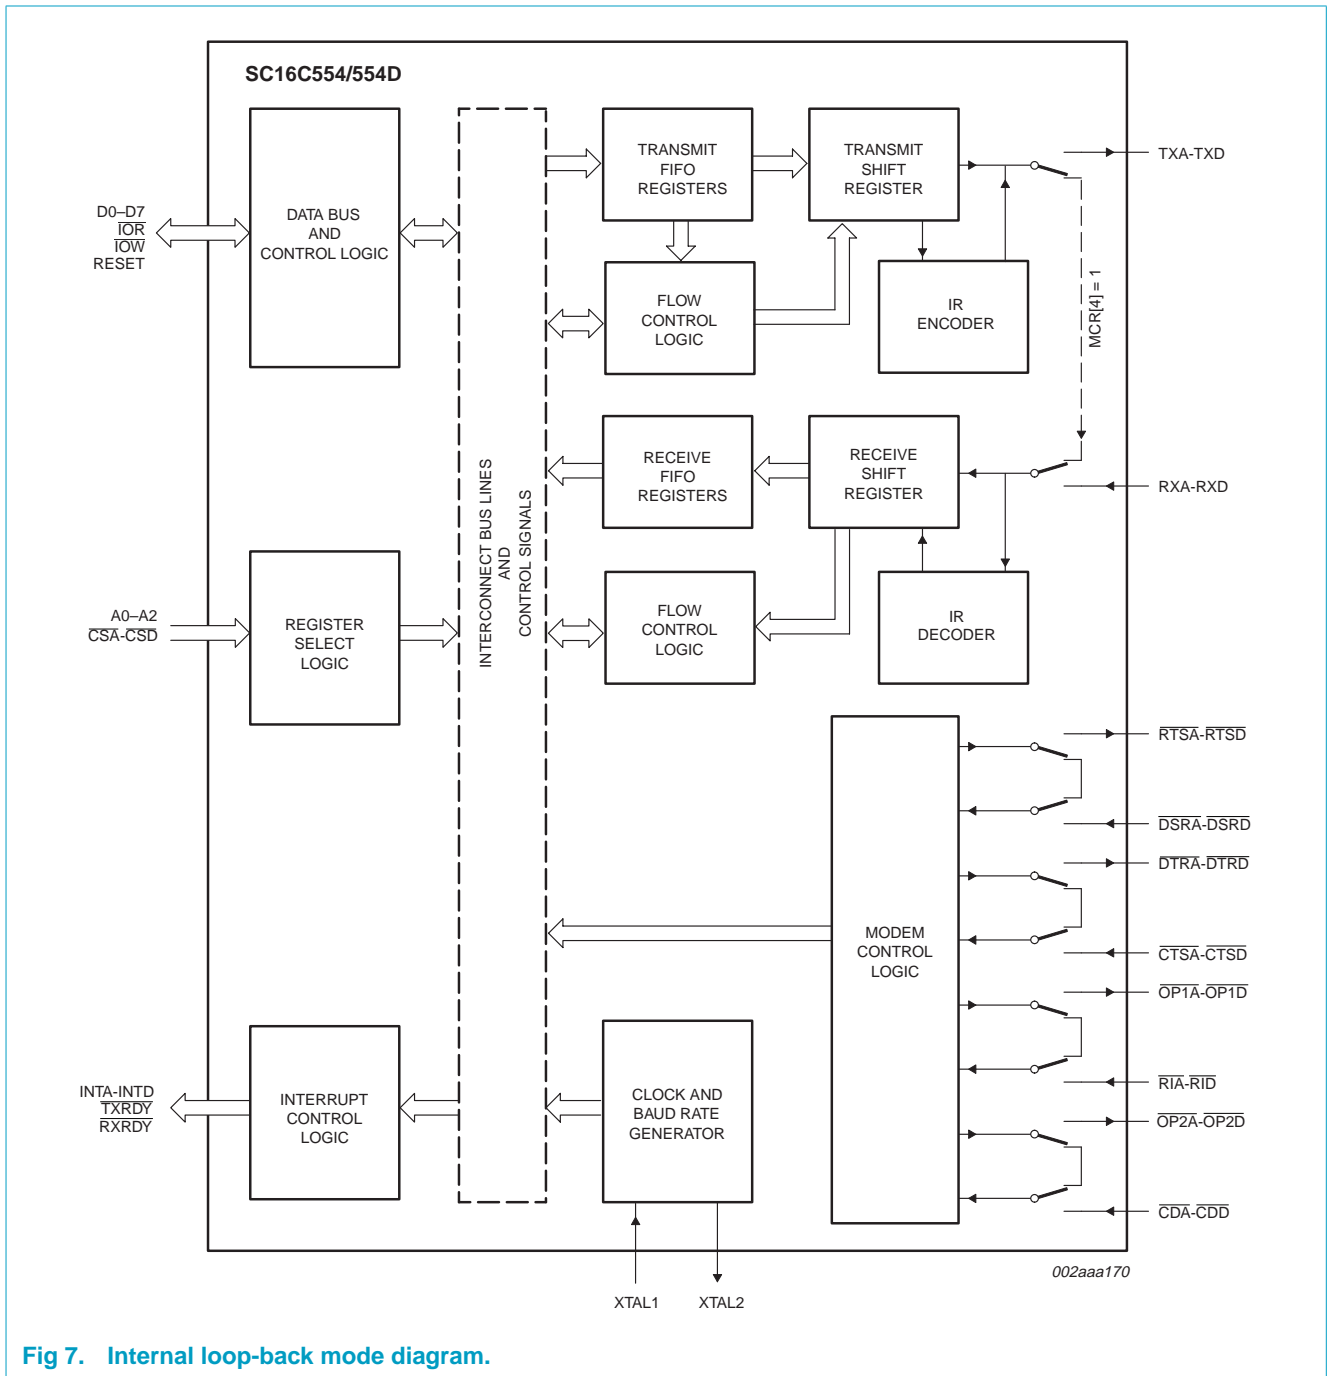 SC16C554/554D
D0–D7
IOR
IOW
RESET
DATA BUS
AND
CONTROL LOGIC
TRANSMIT
FIFO
REGISTERS
TRANSMIT
SHIFT
REGISTER
TXA-TXD
FLOW
CONTROL
LOGIC
IR
ENCODER
MCR[4] = 1
INTERCONNECT BUS LINES
AND
CONTROL SIGNALS
RECEIVE
FIFO
REGISTERS
RECEIVE
SHIFT
REGISTER
RXA-RXD
A0–A2
CSA-CSD
REGISTER
SELECT
LOGIC
FLOW
CONTROL
LOGIC
IR
DECODER
MODEM
CONTROL
LOGIC
RTSA-RTSD
DSRA-DSRD
DTRA-DTRD
CTSA-CTSD
OP1A-OP1D
RIA-RID
OP2A-OP2D
CDA-CDD
INTA-INTD
TXRDY
RXRDY
INTERRUPT
CONTROL
LOGIC
CLOCK AND
BAUD RATE
GENERATOR
XTAL1
XTAL2
002aaa170
Fig 7. Internal loop-back mode diagram.